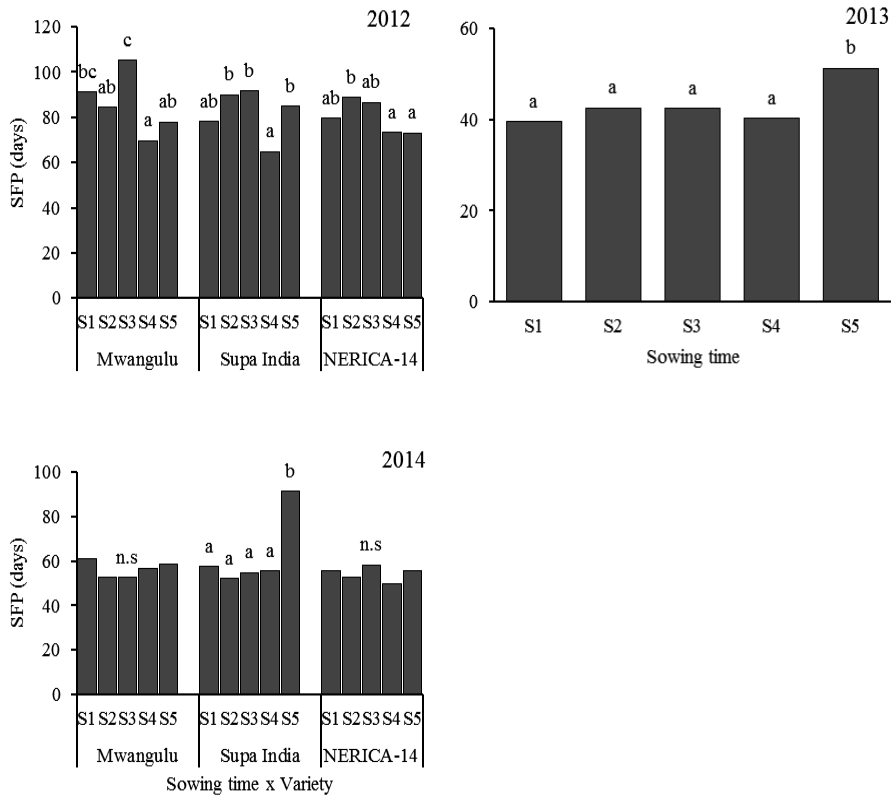 2012
SFP (days)
120
100
80
60
40
20
0
bc ab c a ab
ab b b a b
ab b ab a a
S1 S2 S3 S4 S5 S1 S2 S3 S4 S5 S1 S2 S3 S4 S5
Mwangulu Supa India NERICA-14
2013
60
40
20
0
a a a a b
S1 S2 S3 S4 S5
Sowing time
2014
SFP (days)
100
80
60
40
20
0
n.s
a a a a b
n.s
S1 S2 S3 S4 S5 S1 S2 S3 S4 S5 S1 S2 S3 S4 S5
Mwangulu Supa India NERICA-14
Sowing time x Variety